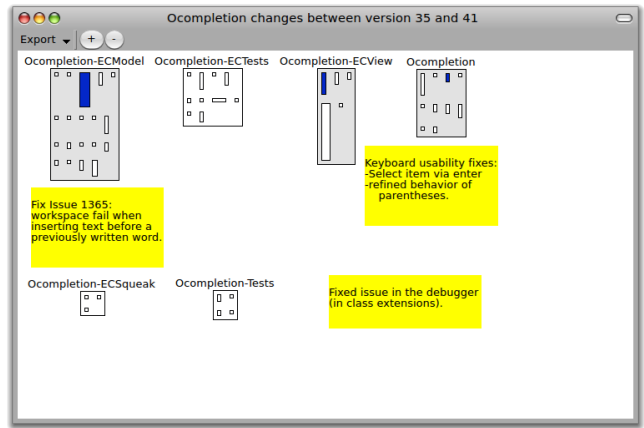 Ocompletion changes between version 35 and 41
Export + -
Ocompletion-ECModel Ocompletion-ECTests Ocompletion-ECView Ocompletion
Keyboard usability fixes:
-Select item via enter
-refined behavior of
parentheses.
Fix Issue 1365:
workspace fail when
inserting text before a
previously written word.
Ocompletion-ECSqueak Ocompletion-Tests
Fixed issue in the debugger
(in class extensions).